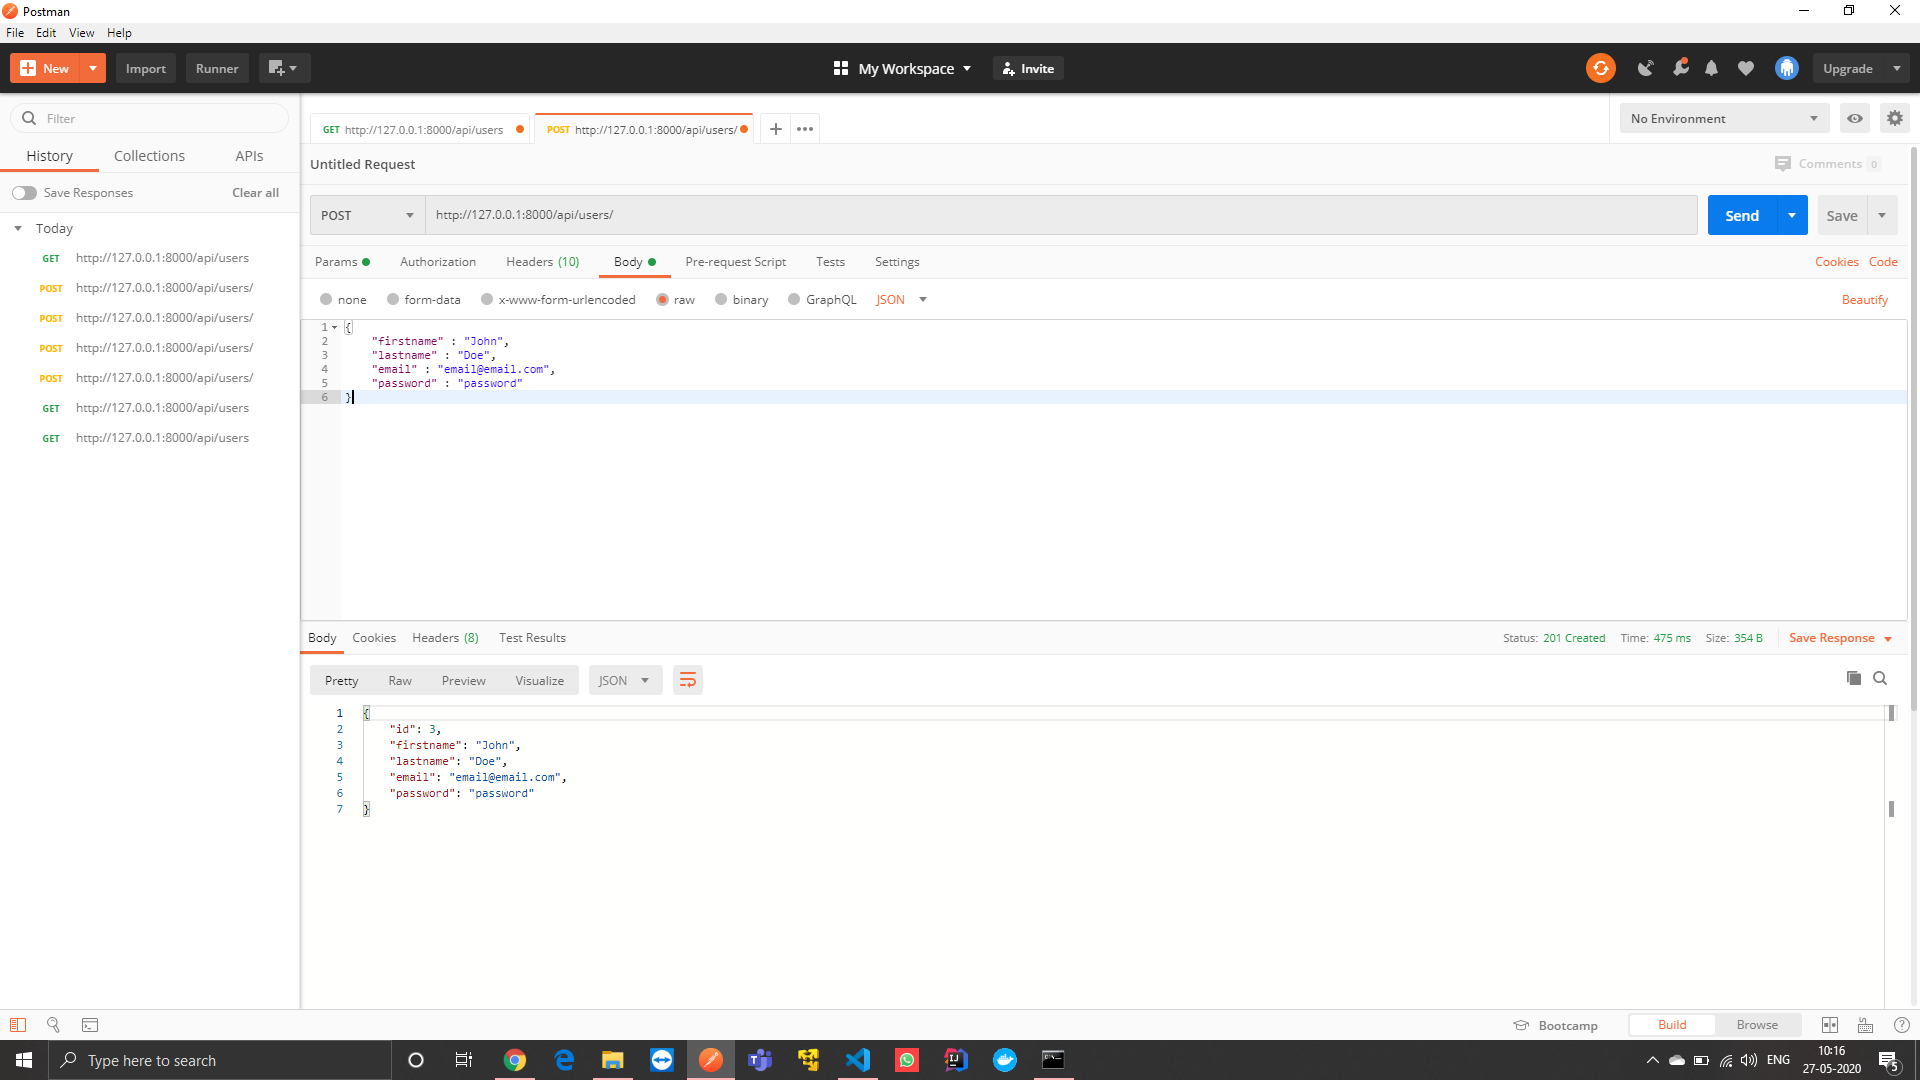 Postman
File Edit View Help
New Import Runner My Workspace Invite Upgrade
Filter
History Collections APIs
Save Responses Clear all
Today
GET http://127.0.0.1:8000/api/users
POST http://127.0.0.1:8000/api/users/
POST http://127.0.0.1:8000/api/users/
POST http://127.0.0.1:8000/api/users/
POST http://127.0.0.1:8000/api/users/
GET http://127.0.0.1:8000/api/users
GET http://127.0.0.1:8000/api/users
GET http://127.0.0.1:8000/api/users POST http://127.0.0.1:8000/api/users/ No Environment
Untitled Request Comments 0
POST http://127.0.0.1:8000/api/users/ Send Save
Params Authorization Headers (10) Body Pre-request Script Tests Settings Cookies Code
none form-data x-www-form-urlencoded raw binary GraphQL JSON Beautify
1 {
2 "firstname" : "John",
3 "lastname" : "Doe",
4 "email" : "email@email.com",
5 "password" : "password"
6 }
Body Cookies Headers (8) Test Results Status: 201 Created Time: 475 ms Size: 354 B Save Response
Pretty Raw Preview Visualize JSON
1 {
2 "id": 3,
3 "firstname": "John",
4 "lastname": "Doe",
5 "email": "email@email.com",
6 "password": "password"
7 }
Bootcamp Build Browse
Type here to search ENG 10:16
27-05-2020 5